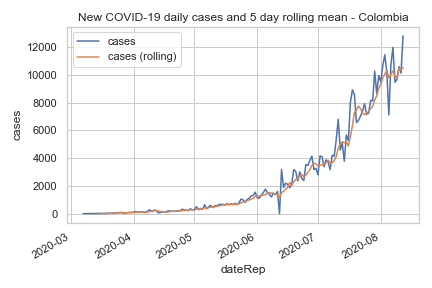 New COVID-19 daily cases and 5 day rolling mean - Colombia
cases
cases (rolling)
12000
10000
8000
6000
4000
2000
0
cases
2020-03
2020-04
2020-05
2020-06
2020-07
2020-08
dateRep